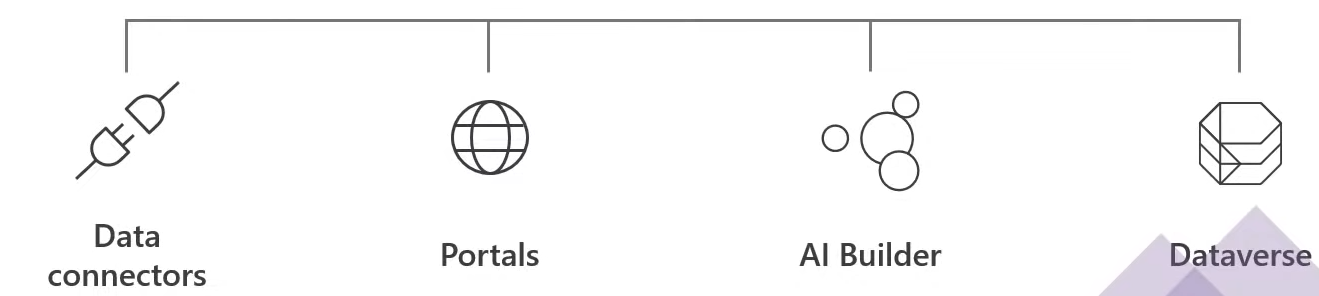 Data
connectors
Portals
AI Builder
Dataverse